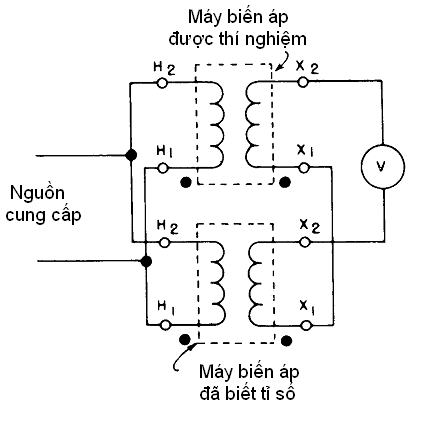 Máy biến áp
được thí nghiệm
H2
X2
H1
X1
V
Nguồn
cung cấp
H2
X2
H1
X1
Máy biến áp
đã biết tỉ số